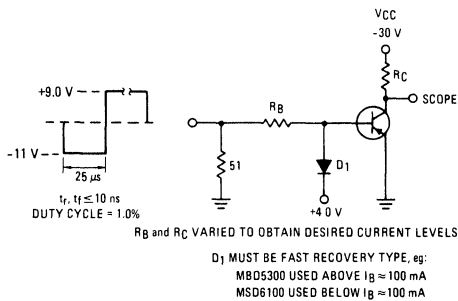 VCC
-30 V
RC
SCOPE
+9.0 V
RB
-11 V
25 μs
51
D1
+4.0 V
tr, tf ≤ 10 ns
DUTY CYCLE = 1.0%
RB and RC VARIED TO OBTAIN DESIRED CURRENT LEVELS
D1 MUST BE FAST RECOVERY TYPE, eg:
MBD5300 USED ABOVE IB ≈ 100 mA
MSD6100 USED BELOW IB ≈ 100 mA